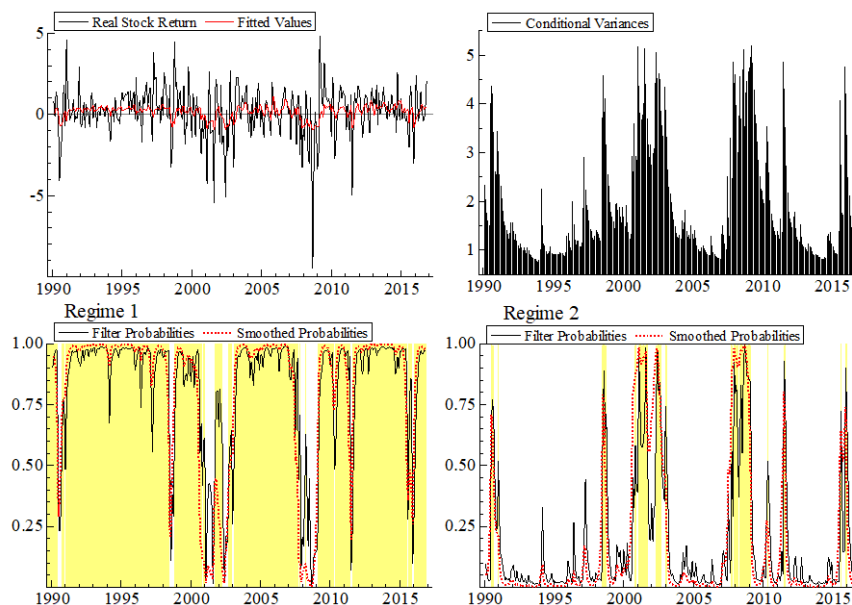 Real Stock Return Fitted Values
5
0
-5
1990 1995 2000 2005 2010 2015
Conditional Variances
5
4
3
2
1
1990 1995 2000 2005 2010 2015
Regime 1
Filter Probabilities Smoothed Probabilities
1.00
0.75
0.50
0.25
1990 1995 2000 2005 2010 2015
Regime 2
Filter Probabilities Smoothed Probabilities
1.00
0.75
0.50
0.25
1990 1995 2000 2005 2010 2015